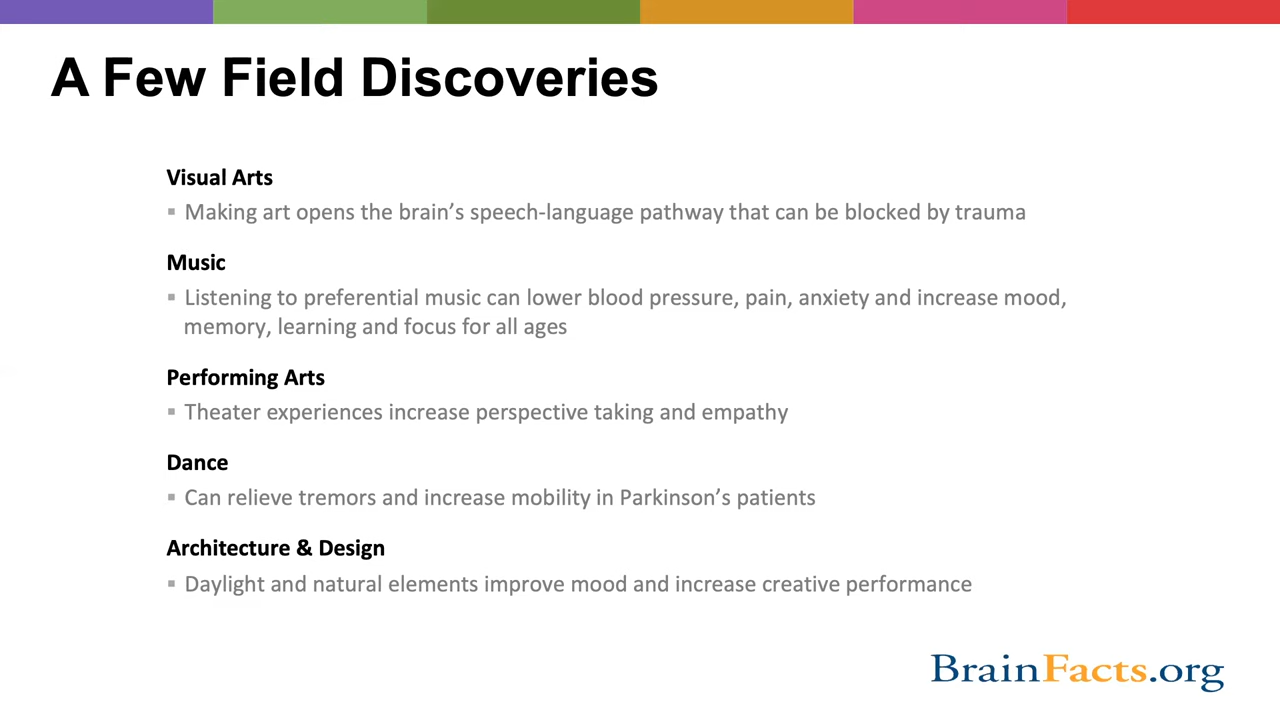 A Few Field Discoveries
Visual Arts
▪ Making art opens the brain’s speech-language pathway that can be blocked by trauma
Music
▪ Listening to preferential music can lower blood pressure, pain, anxiety and increase mood,
memory, learning and focus for all ages
Performing Arts
▪ Theater experiences increase perspective taking and empathy
Dance
▪ Can relieve tremors and increase mobility in Parkinson’s patients
Architecture & Design
▪ Daylight and natural elements improve mood and increase creative performance
BrainFacts.org